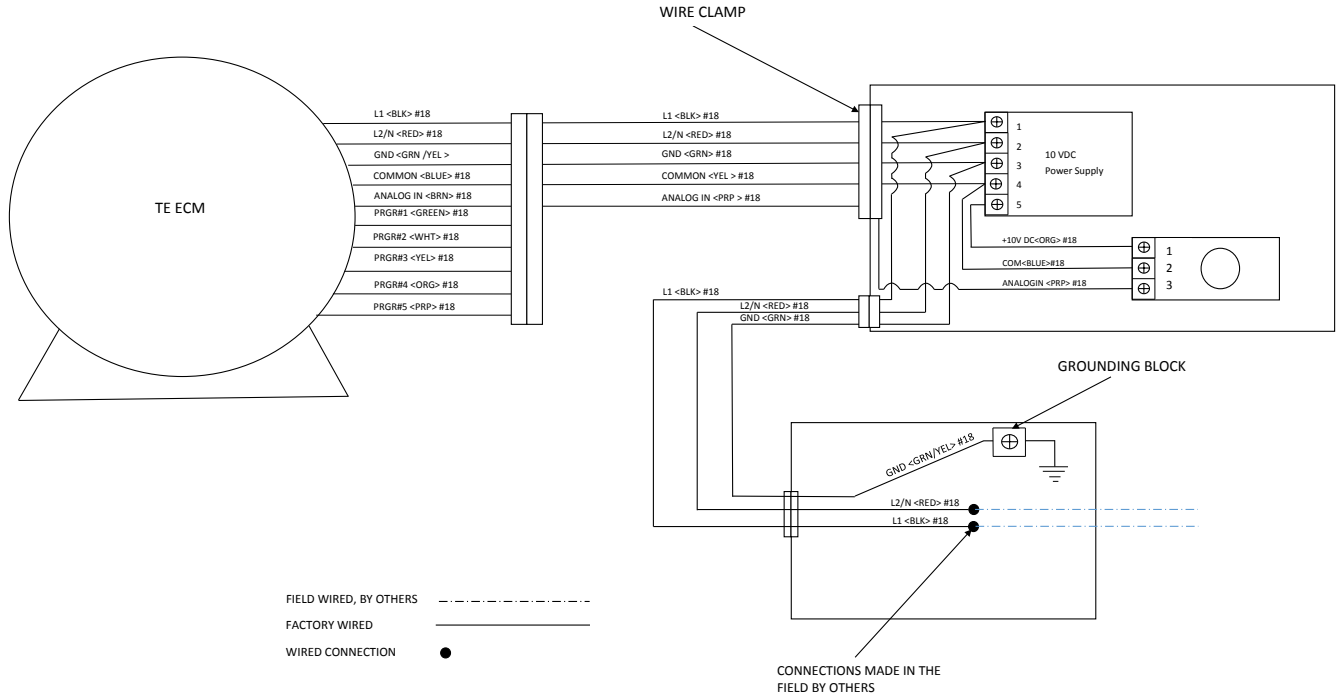 WIRE CLAMP
TE ECM
L1 <BLK> #18
L2/N <RED> #18
GND <GRN /YEL >
COMMON <BLUE> #18
ANALOG IN <BRN> #18
PRGR#1 <GREEN> #18
PRGR#2 <WHT> #18
PRGR#3 <YEL> #18
PRGR#4 <ORG> #18
PRGR#5 <PRP> #18
L1 <BLK> #18
L2/N <RED> #18
GND <GRN> #18
COMMON <YEL > #18
ANALOG IN <PRP > #18
1
2
3
4
5
10 VDC
Power Supply
+10V DC<ORG> #18
COM<BLUE>#18
ANALOGIN <PRP> #18
1
2
3
L1 <BLK> #18
L2/N <RED> #18
GND <GRN> #18
GROUNDING BLOCK
GND <GRN/YEL> #18
L2/N <RED> #18
L1 <BLK> #18
FIELD WIRED, BY OTHERS
FACTORY WIRED
WIRED CONNECTION
CONNECTIONS MADE IN THE
FIELD BY OTHERS